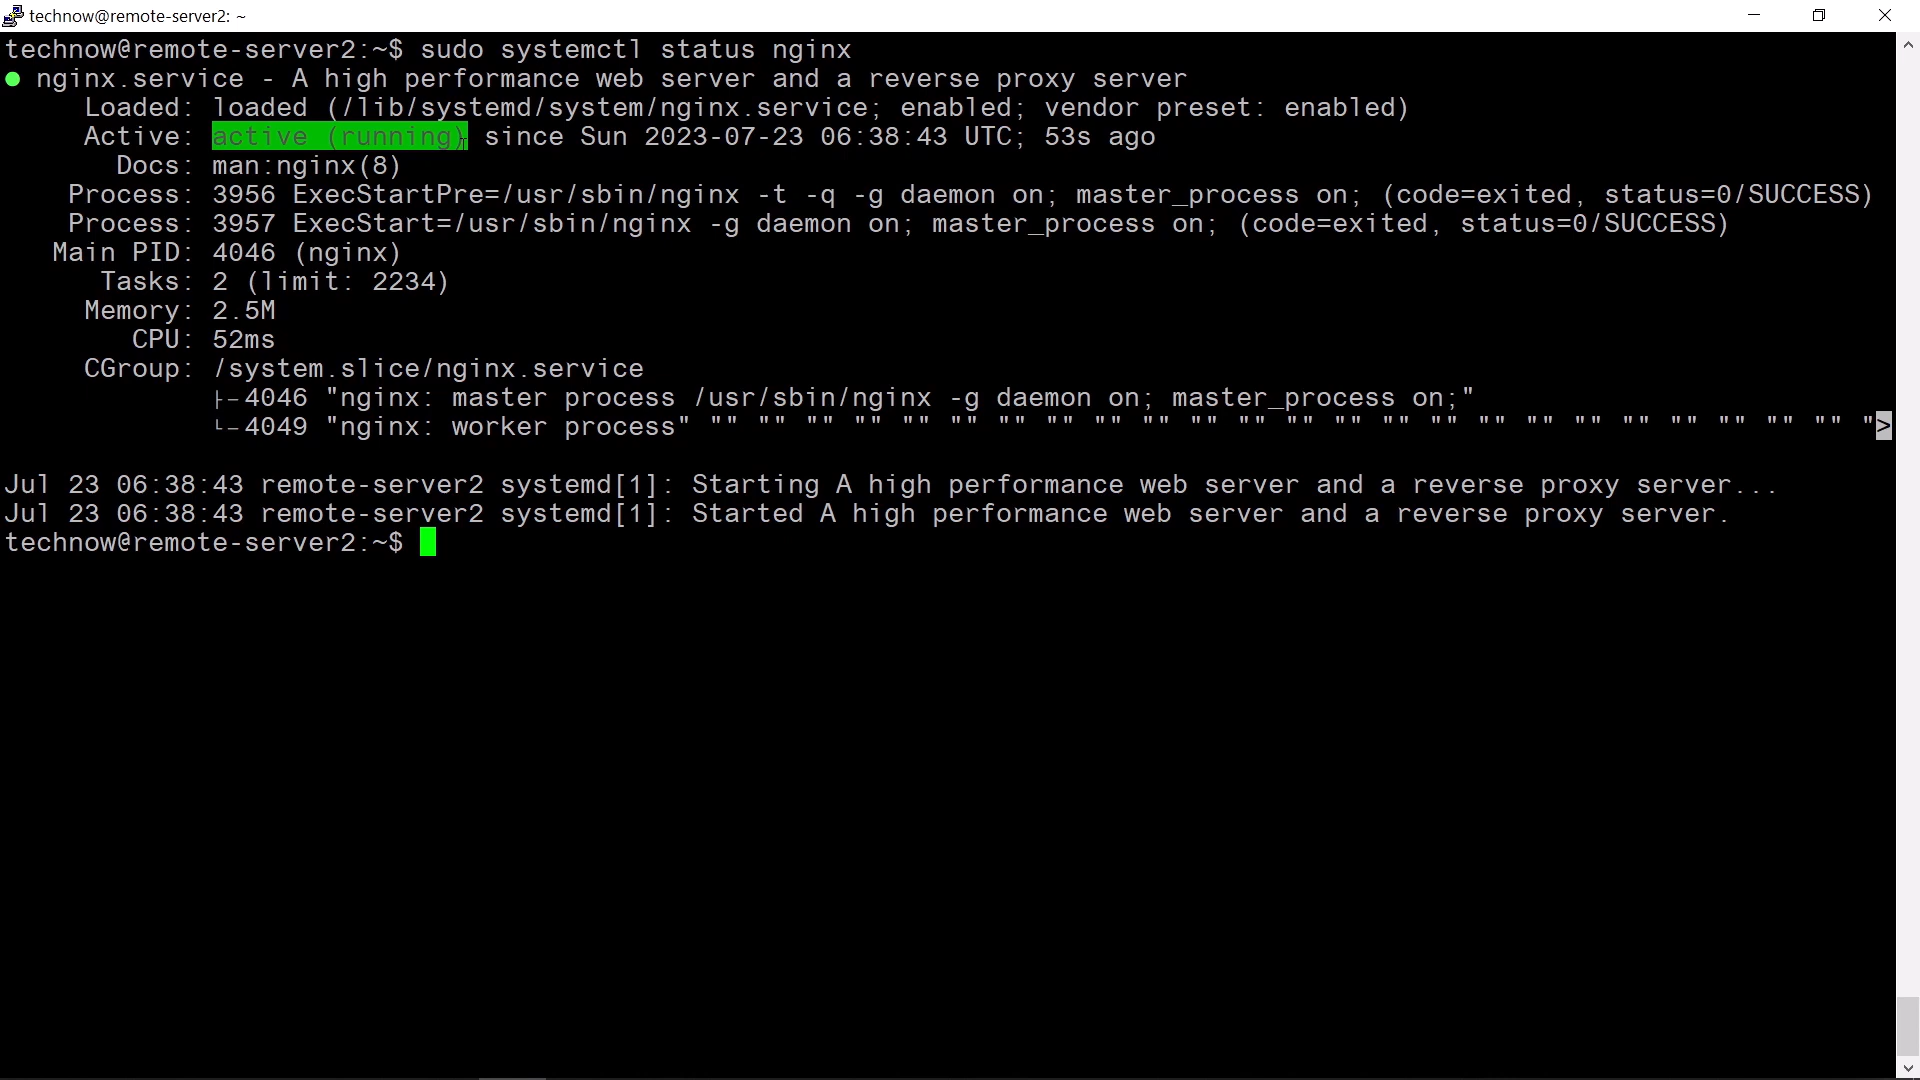 technow@remote-server2: ~
technow@remote-server2:~$ sudo systemctl status nginx
● nginx.service - A high performance web server and a reverse proxy server
     Loaded: loaded (/lib/systemd/system/nginx.service; enabled; vendor preset: enabled)
     Active: active (running) since Sun 2023-07-23 06:38:43 UTC; 53s ago
       Docs: man:nginx(8)
    Process: 3956 ExecStartPre=/usr/sbin/nginx -t -q -g daemon on; master_process on; (code=exited, status=0/SUCCESS)
    Process: 3957 ExecStart=/usr/sbin/nginx -g daemon on; master_process on; (code=exited, status=0/SUCCESS)
   Main PID: 4046 (nginx)
      Tasks: 2 (limit: 2234)
     Memory: 2.5M
        CPU: 52ms
     CGroup: /system.slice/nginx.service
             ├─4046 "nginx: master process /usr/sbin/nginx -g daemon on; master_process on;"
             └─4049 "nginx: worker process" "" "" "" "" "" "" "" "" "" "" "" "" "" "" "" "" "" "" "" "" "" "" "" "" ">
Jul 23 06:38:43 remote-server2 systemd[1]: Starting A high performance web server and a reverse proxy server...
Jul 23 06:38:43 remote-server2 systemd[1]: Started A high performance web server and a reverse proxy server.
technow@remote-server2:~$